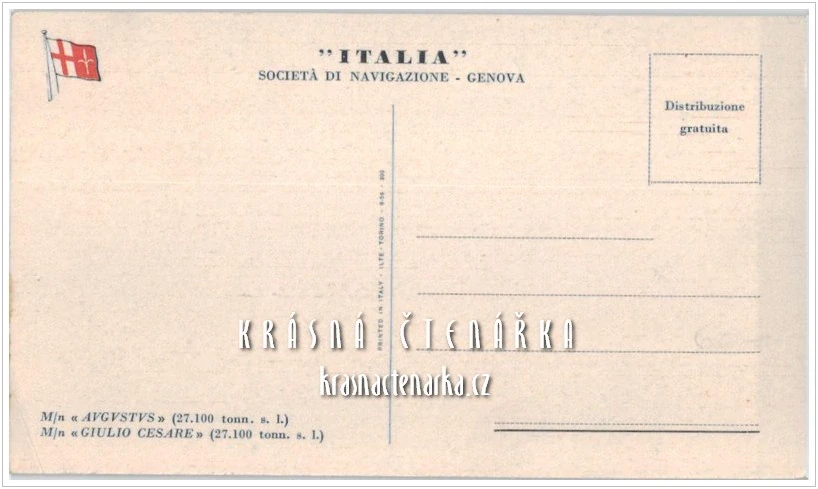 "ITALIA"
SOCIETÀ DI NAVIGAZIONE - GENOVA
Distribuzione
gratuita
PRINTED IN ITALY - ILTE - TORINO
KRÁSNÁ ČTENÁŘKA
krasnactenarka.cz
M/n « AVGVSTVS » (27.100 tonn. s. l.)
M/n « GIULIO CESARE » (27.100 tonn. s. l.)